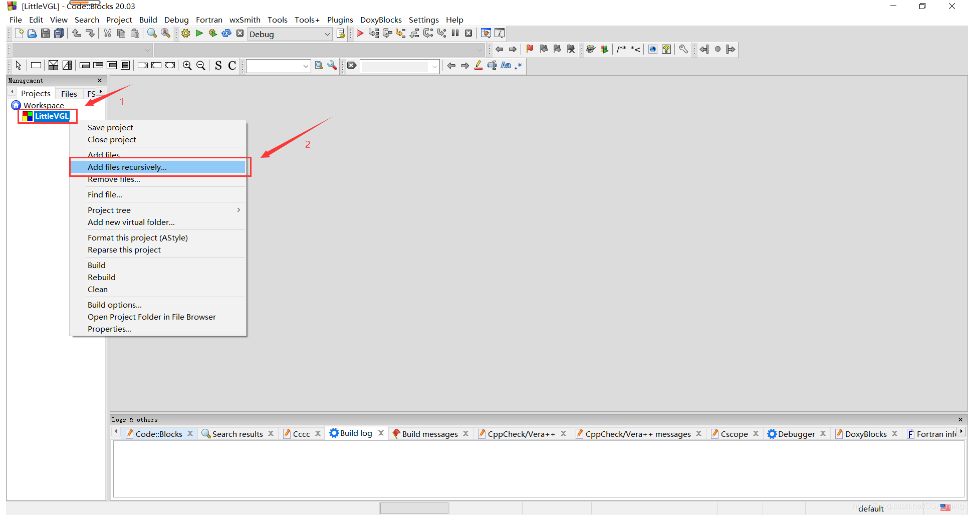 [LittleVGL] - Code::Blocks 20.03
File Edit View Search Project Build Debug Fortran wxSmith Tools Tools+ Plugins DoxyBlocks Settings Help
Debug
/** *<
S C
Aa .*
Management
Projects Files FS
Workspace
LittleVGL
1
2
Save project
Close project
Add files...
Add files recursively...
Remove files...
Find file...
Project tree
Add new virtual folder...
Format this project (AStyle)
Reparse this project
Build
Rebuild
Clean
Build options...
Open Project Folder in File Browser
Properties...
Logs & others
Code::Blocks Search results Cccc Build log Build messages CppCheck/Vera++ CppCheck/Vera++ messages Cscope Debugger DoxyBlocks Fortran info
default